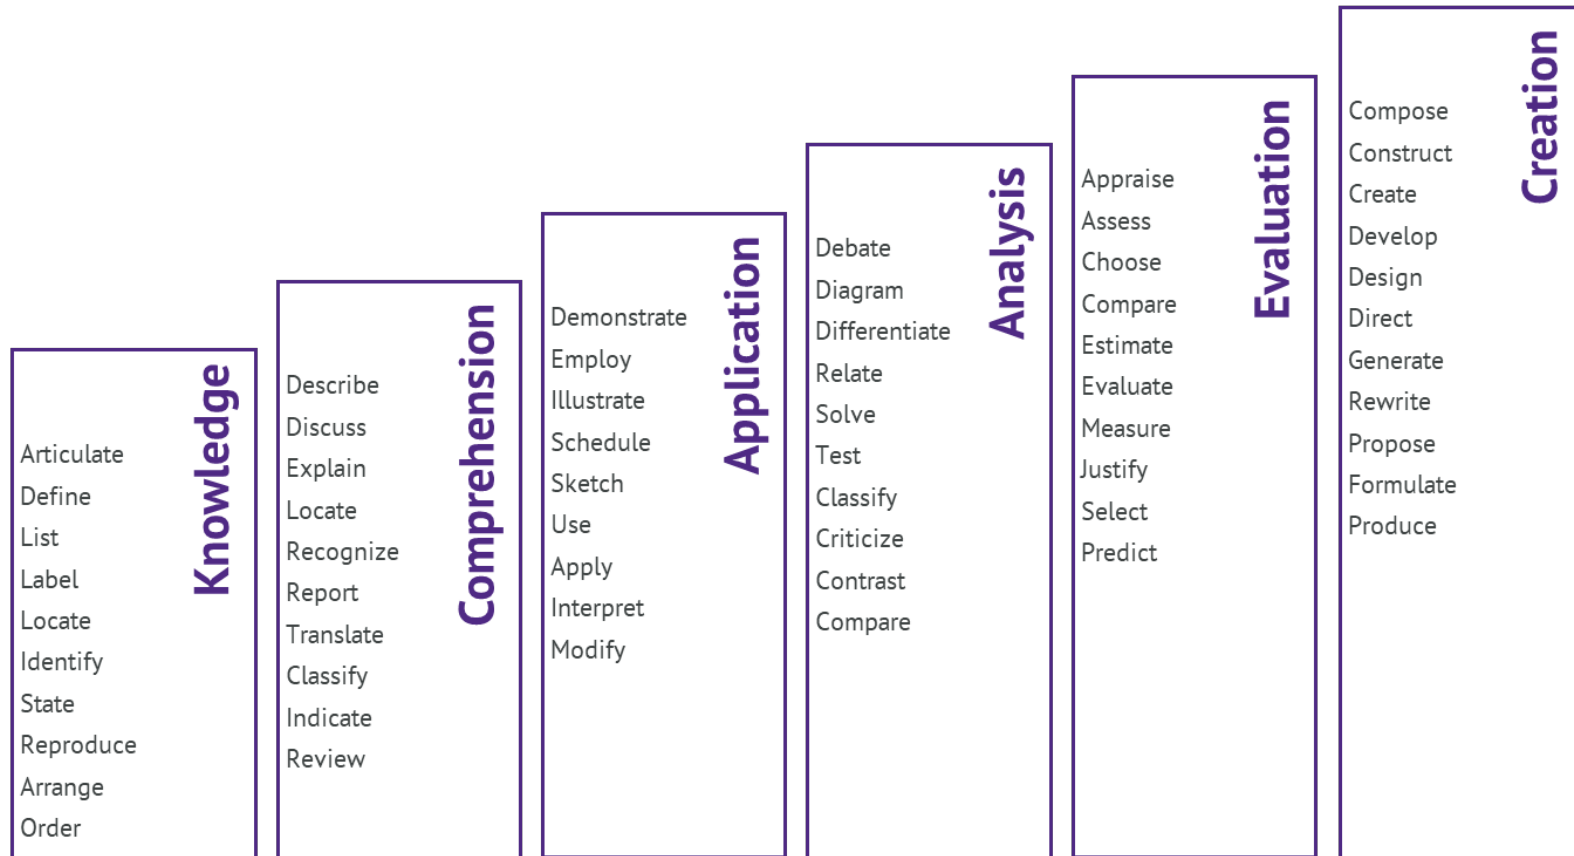 Knowledge
Articulate
Define
List
Label
Locate
Identify
State
Reproduce
Arrange
Order
Comprehension
Describe
Discuss
Explain
Locate
Recognize
Report
Translate
Classify
Indicate
Review
Application
Demonstrate
Employ
Illustrate
Schedule
Sketch
Use
Apply
Interpret
Modify
Analysis
Debate
Diagram
Differentiate
Relate
Solve
Test
Classify
Criticize
Contrast
Compare
Evaluation
Appraise
Assess
Choose
Compare
Estimate
Evaluate
Measure
Justify
Select
Predict
Creation
Compose
Construct
Create
Develop
Design
Direct
Generate
Rewrite
Propose
Formulate
Produce